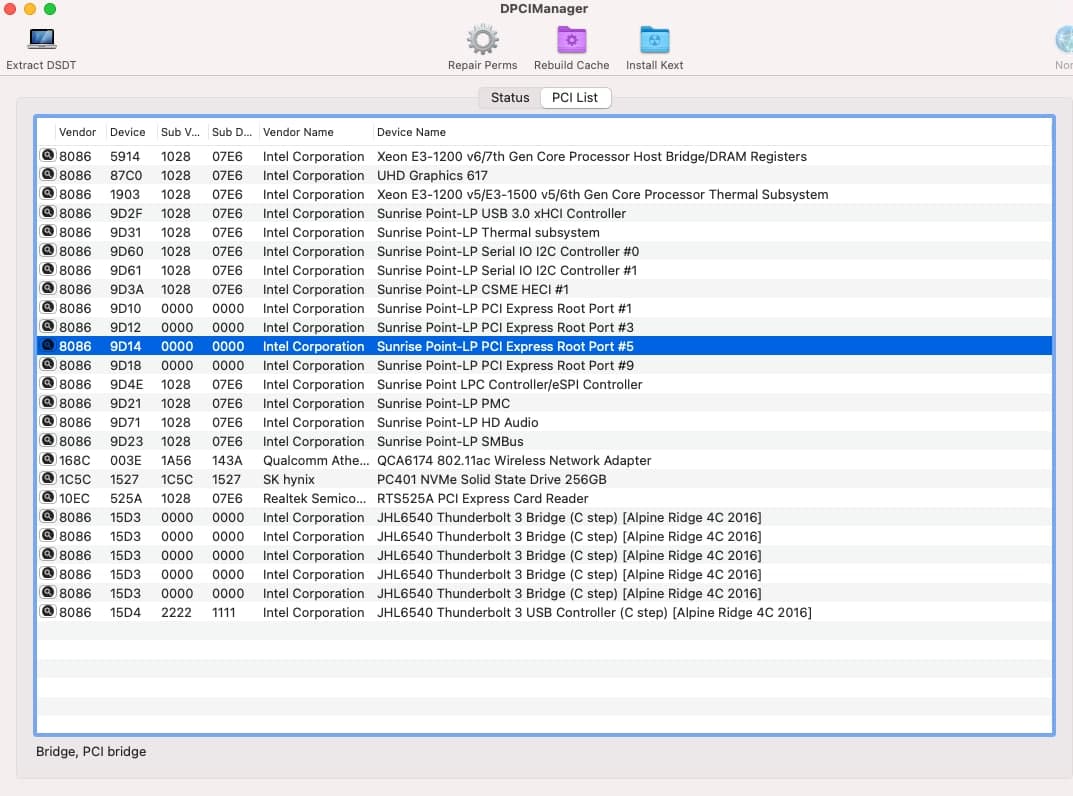 DPCIManager
Extract DSDT
Repair Perms Rebuild Cache Install Kext
Status PCI List
Vendor Device Sub V... Sub D... Vendor Name Device Name
8086 5914 1028 07E6 Intel Corporation Xeon E3-1200 v6/7th Gen Core Processor Host Bridge/DRAM Registers
8086 87C0 1028 07E6 Intel Corporation UHD Graphics 617
8086 1903 1028 07E6 Intel Corporation Xeon E3-1200 v5/E3-1500 v5/6th Gen Core Processor Thermal Subsystem
8086 9D2F 1028 07E6 Intel Corporation Sunrise Point-LP USB 3.0 xHCI Controller
8086 9D31 1028 07E6 Intel Corporation Sunrise Point-LP Thermal subsystem
8086 9D60 1028 07E6 Intel Corporation Sunrise Point-LP Serial IO I2C Controller #0
8086 9D61 1028 07E6 Intel Corporation Sunrise Point-LP Serial IO I2C Controller #1
8086 9D3A 1028 07E6 Intel Corporation Sunrise Point-LP CSME HECI #1
8086 9D10 0000 0000 Intel Corporation Sunrise Point-LP PCI Express Root Port #1
8086 9D12 0000 0000 Intel Corporation Sunrise Point-LP PCI Express Root Port #3
8086 9D14 0000 0000 Intel Corporation Sunrise Point-LP PCI Express Root Port #5
8086 9D18 0000 0000 Intel Corporation Sunrise Point-LP PCI Express Root Port #9
8086 9D4E 1028 07E6 Intel Corporation Sunrise Point LPC Controller/eSPI Controller
8086 9D21 1028 07E6 Intel Corporation Sunrise Point-LP PMC
8086 9D71 1028 07E6 Intel Corporation Sunrise Point-LP HD Audio
8086 9D23 1028 07E6 Intel Corporation Sunrise Point-LP SMBus
168C 003E 1A56 143A Qualcomm Athe... QCA6174 802.11ac Wireless Network Adapter
1C5C 1527 1C5C 1527 SK hynix PC401 NVMe Solid State Drive 256GB
10EC 525A 1028 07E6 Realtek Semico... RTS525A PCI Express Card Reader
8086 15D3 0000 0000 Intel Corporation JHL6540 Thunderbolt 3 Bridge (C step) [Alpine Ridge 4C 2016]
8086 15D3 0000 0000 Intel Corporation JHL6540 Thunderbolt 3 Bridge (C step) [Alpine Ridge 4C 2016]
8086 15D3 0000 0000 Intel Corporation JHL6540 Thunderbolt 3 Bridge (C step) [Alpine Ridge 4C 2016]
8086 15D3 0000 0000 Intel Corporation JHL6540 Thunderbolt 3 Bridge (C step) [Alpine Ridge 4C 2016]
8086 15D3 0000 0000 Intel Corporation JHL6540 Thunderbolt 3 Bridge (C step) [Alpine Ridge 4C 2016]
8086 15D4 2222 1111 Intel Corporation JHL6540 Thunderbolt 3 USB Controller (C step) [Alpine Ridge 4C 2016]
Bridge, PCI bridge